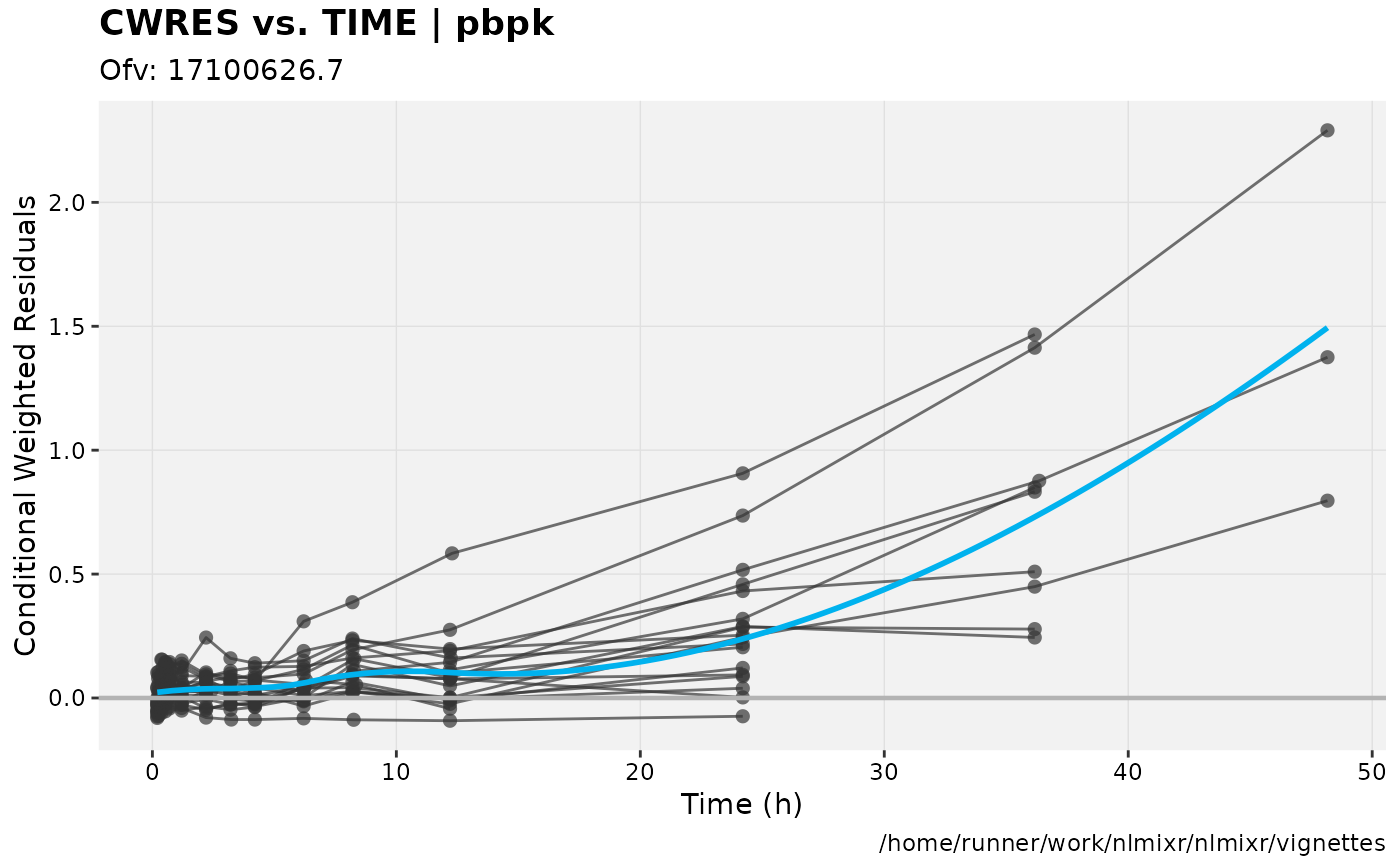 CWRES vs. TIME | pbpk
Ofv: 17100626.7
Conditional Weighted Residuals
2.0
1.5
1.0
0.5
0.0
0 10 20 30 40 50
Time (h)
/home/runner/work/nlmixr/nlmixr/vignettes